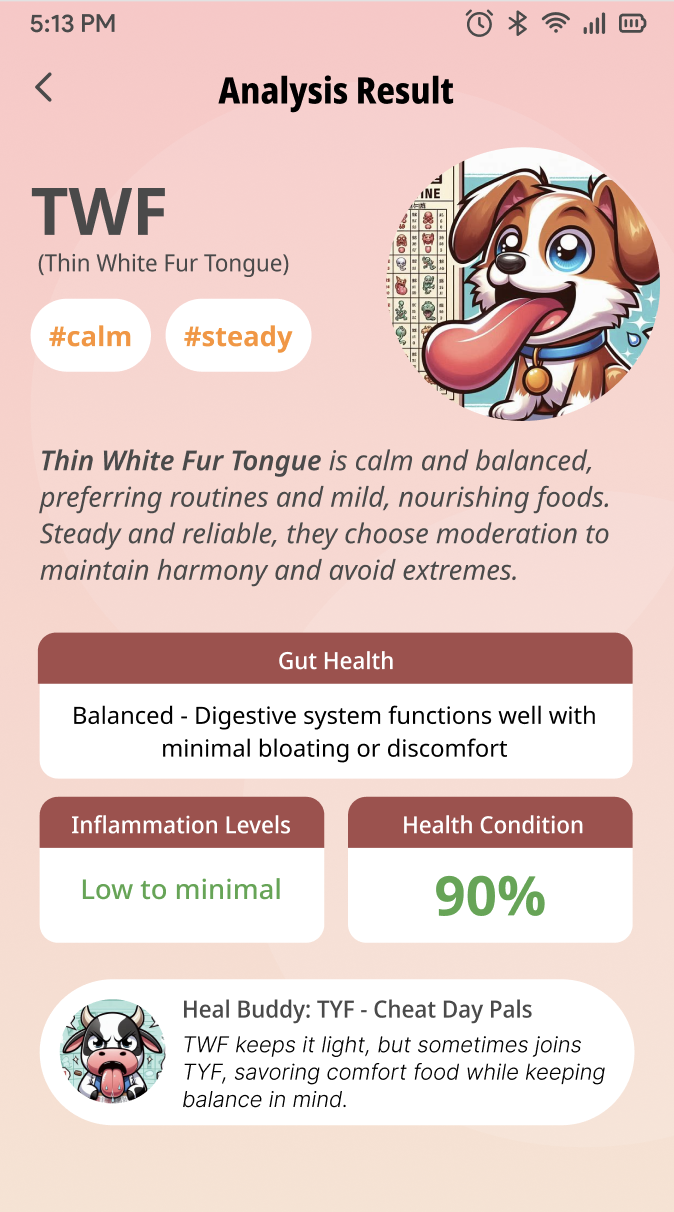 5:13 PM
Analysis Result
TWF
(Thin White Fur Tongue)
#calm #steady
Thin White Fur Tongue is calm and balanced,
preferring routines and mild, nourishing foods.
Steady and reliable, they choose moderation to
maintain harmony and avoid extremes.
Gut Health
Balanced - Digestive system functions well with
minimal bloating or discomfort
Inflammation Levels
Low to minimal
Health Condition
90%
Heal Buddy: TYF - Cheat Day Pals
TWF keeps it light, but sometimes joins
TYF, savoring comfort food while keeping
balance in mind.